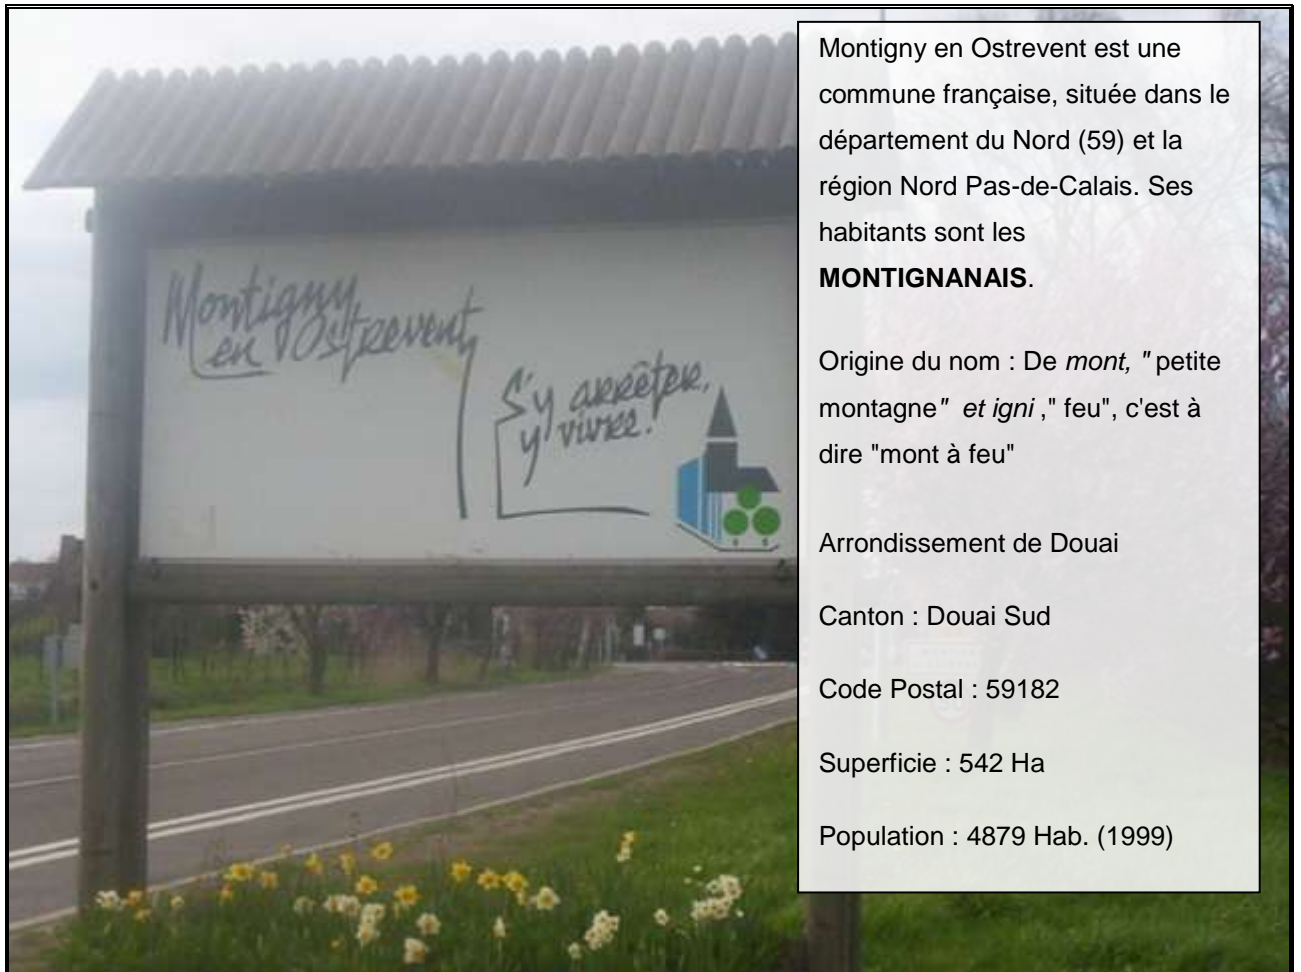 Montigny
en Ostrevent
S'y arrêter,
y vivre !
Montigny en Ostrevent est une
commune française, située dans le
département du Nord (59) et la
région Nord Pas-de-Calais. Ses
habitants sont les
MONTIGNANAIS.
Origine du nom : De mont, " petite
montagne" et igni ," feu", c'est à
dire "mont à feu"
Arrondissement de Douai
Canton : Douai Sud
Code Postal : 59182
Superficie : 542 Ha
Population : 4879 Hab. (1999)